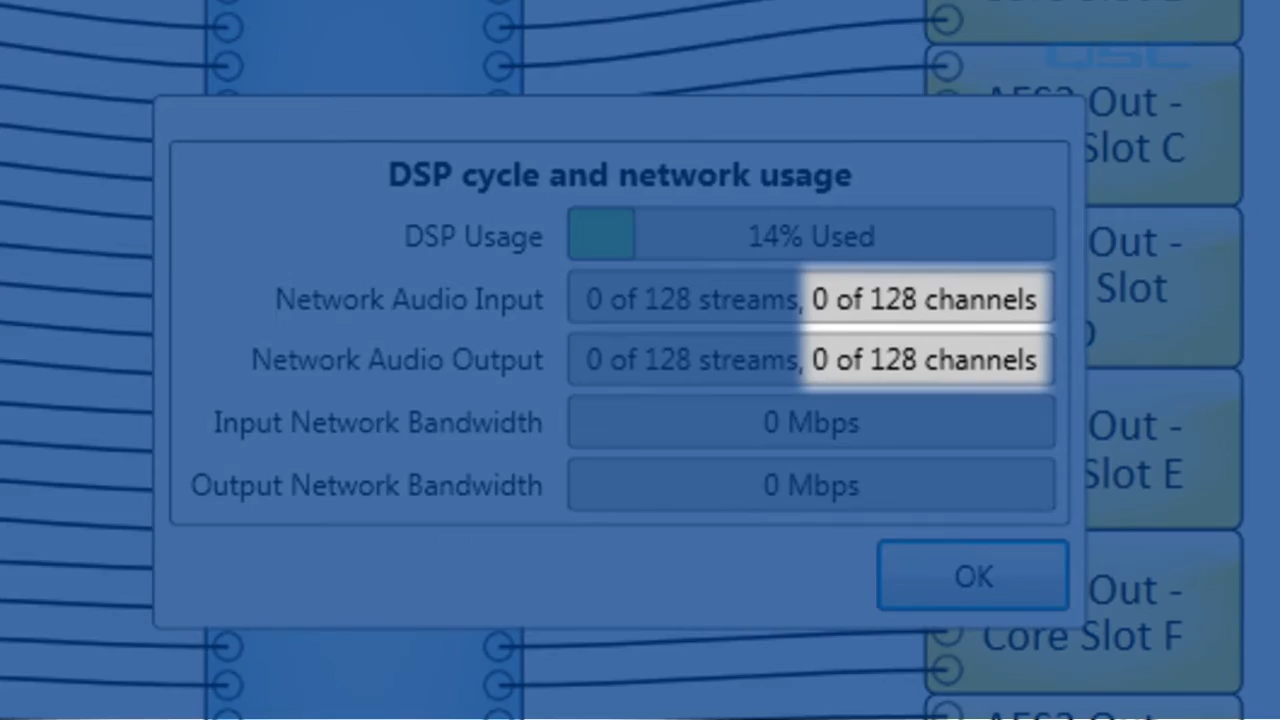 QSC
Out -
Slot C
DSP cycle and network usage
DSP Usage
14% Used
Out -
Slot
Network Audio Input
0 of 128 streams, 0 of 128 channels
Network Audio Output
0 of 128 streams, 0 of 128 channels
Input Network Bandwidth
0 Mbps
Out -
Slot E
Output Network Bandwidth
0 Mbps
OK
Out -
Core Slot F